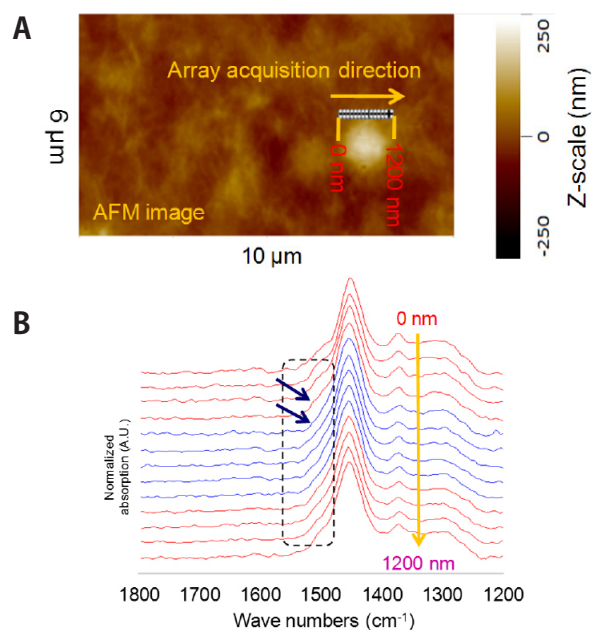 A
Array acquisition direction
0 nm
1200 nm
AFM image
6 µm
10 µm
250
0
-250
Z-scale (nm)
B
0 nm
Normalized
absorption (A.U.)
1200 nm
1800 1700 1600 1500 1400 1300 1200
Wave numbers (cm⁻¹)